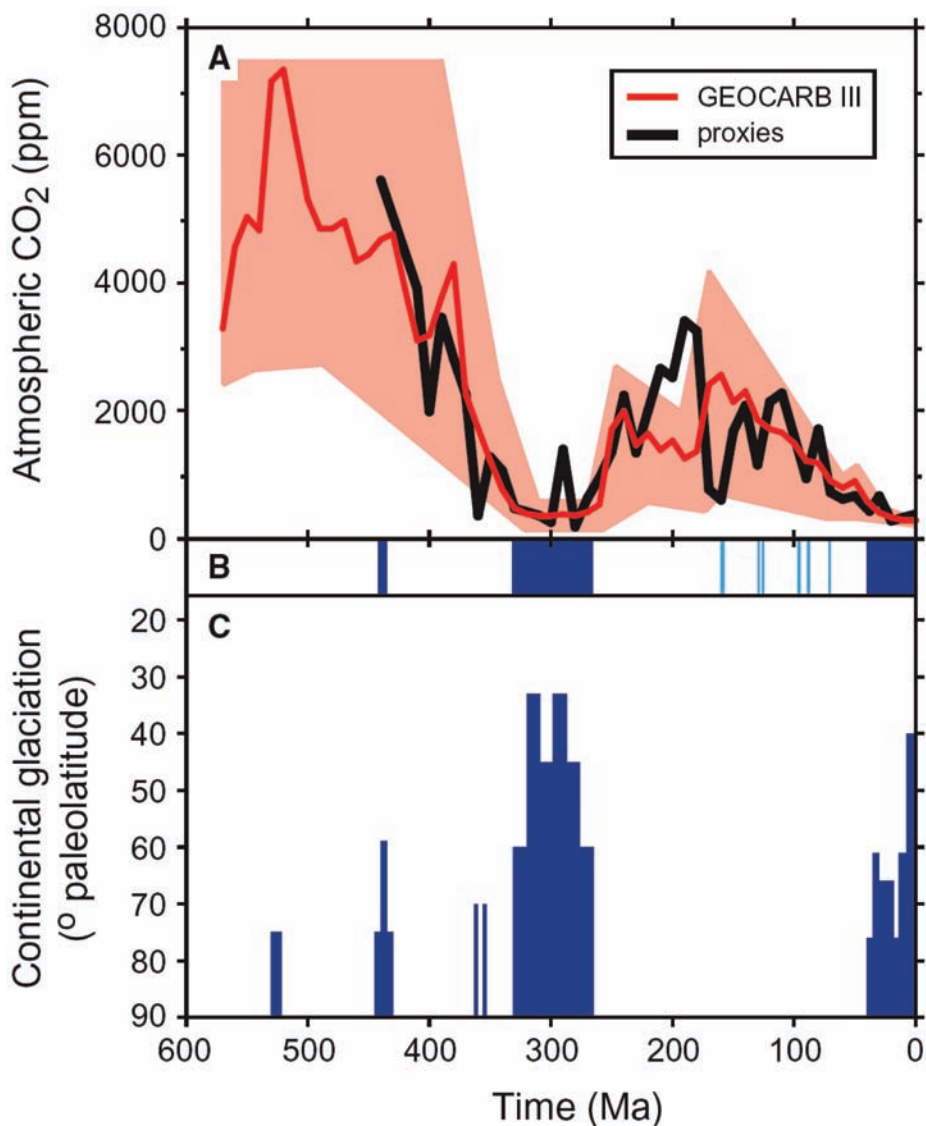 8000
A
GEOCARB III
proxies
6000
4000
2000
0
Atmospheric CO2 (ppm)
B
C
20
30
40
50
60
70
80
90
Continental glaciation
(o paleolatitude)
600 500 400 300 200 100 0
Time (Ma)